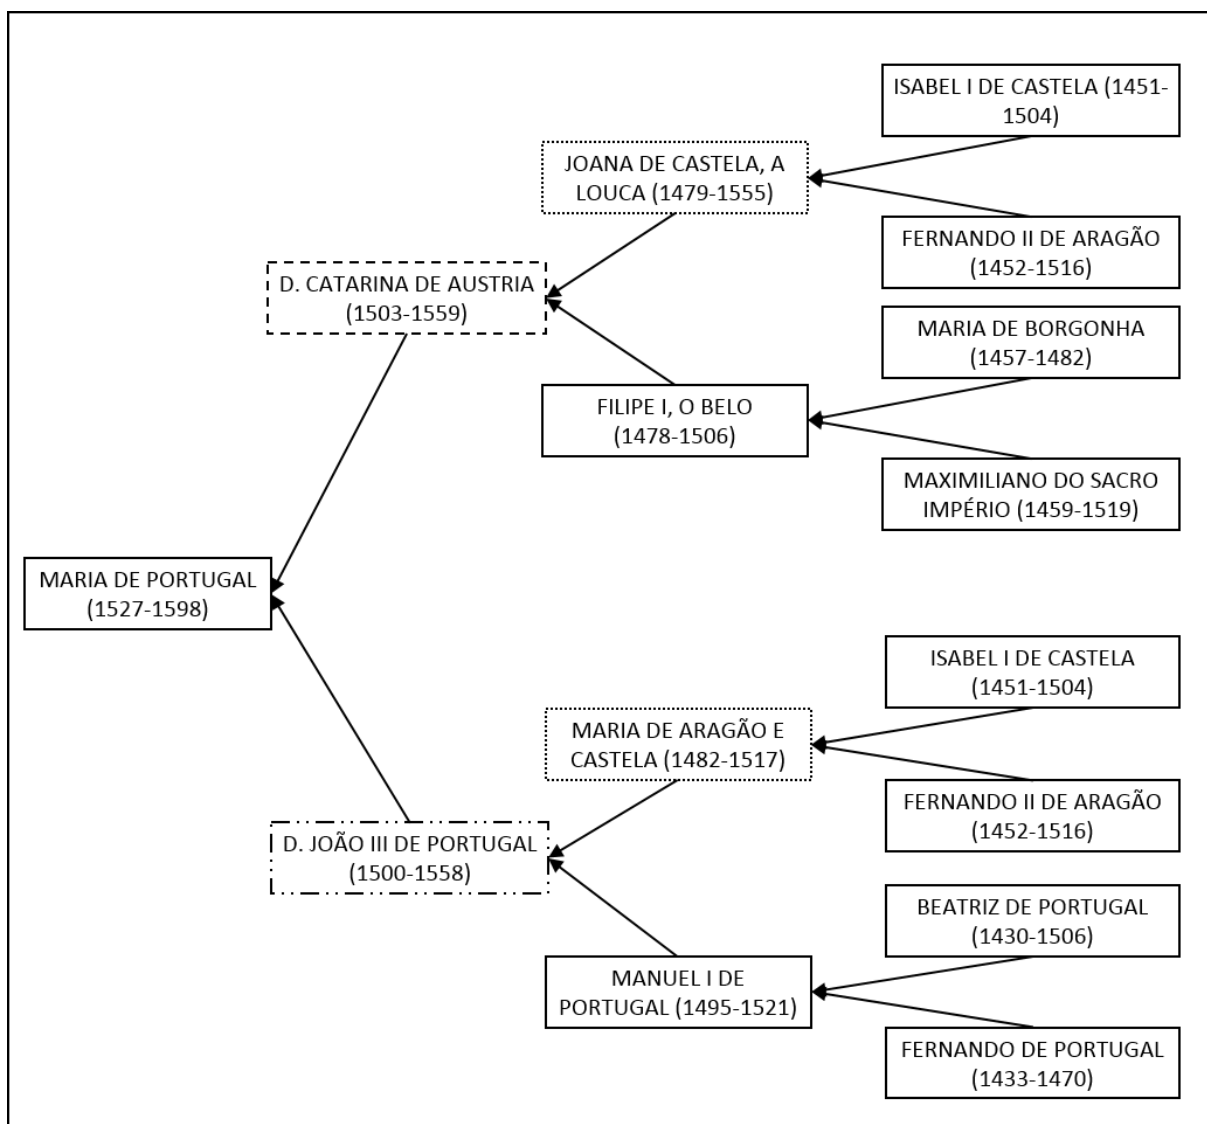 ISABEL I DE CASTELA (1451-
1504)
JOANA DE CASTELA, A
LOUCA (1479-1555)
FERNANDO II DE ARAGÃO
(1452-1516)
D. CATARINA DE AUSTRIA
(1503-1559)
MARIA DE BORGONHA
(1457-1482)
FILIPE I, O BELO
(1478-1506)
MAXIMILIANO DO SACRO
IMPÉRIO (1459-1519)
MARIA DE PORTUGAL
(1527-1598)
ISABEL I DE CASTELA
(1451-1504)
MARIA DE ARAGÃO E
CASTELA (1482-1517)
FERNANDO II DE ARAGÃO
(1452-1516)
D. JOÃO III DE PORTUGAL
(1500-1558)
BEATRIZ DE PORTUGAL
(1430-1506)
MANUEL I DE
PORTUGAL (1495-1521)
FERNANDO DE PORTUGAL
(1433-1470)